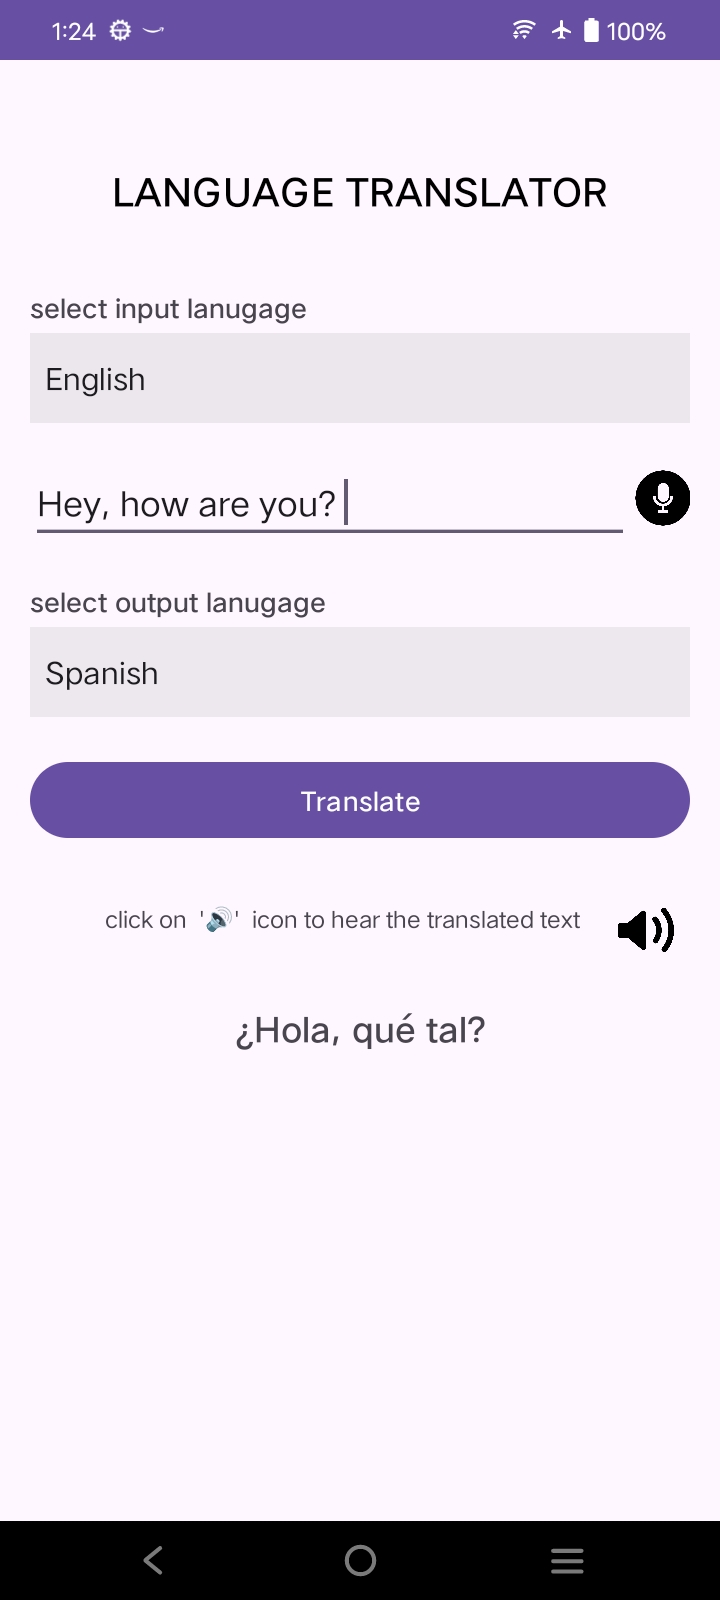 1:24 100%
LANGUAGE TRANSLATOR
select input lanugage
English
Hey, how are you?
select output lanugage
Spanish
Translate
click on '🔊' icon to hear the translated text
¿Hola, qué tal?